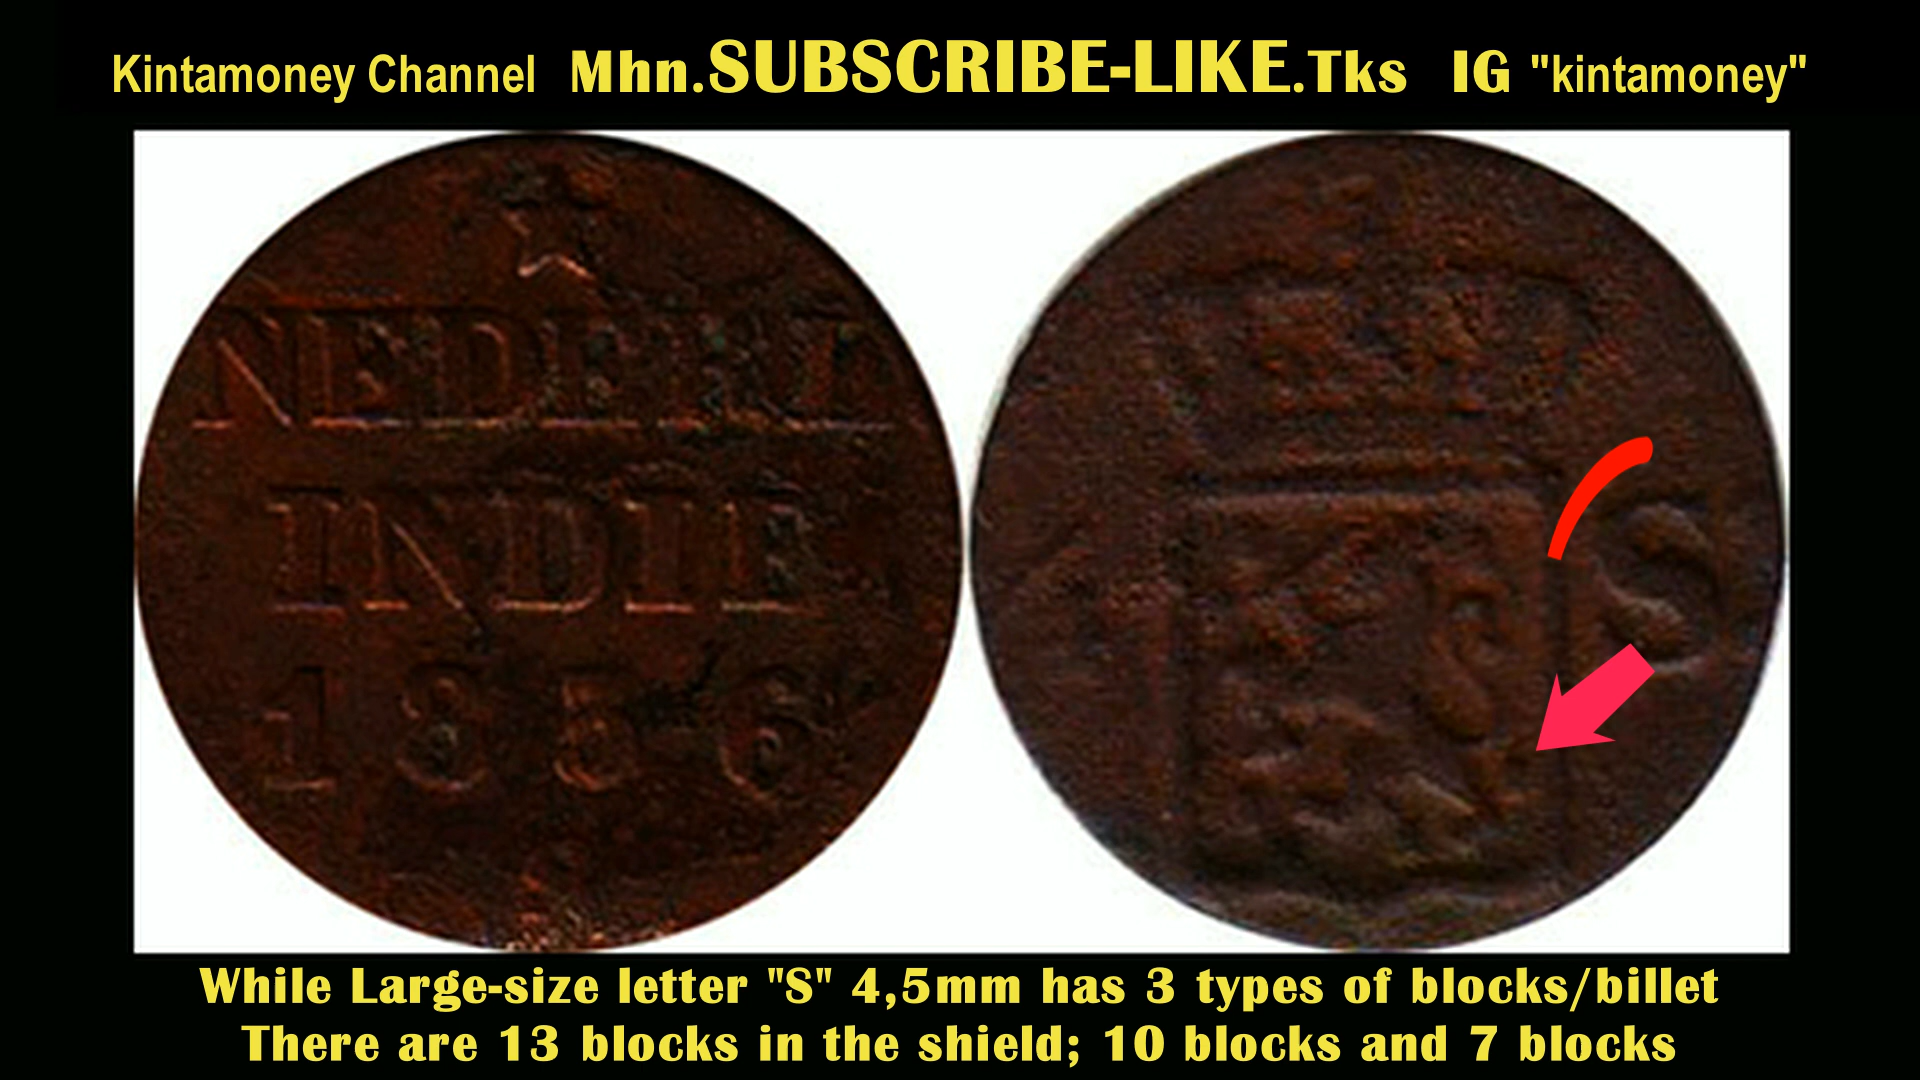 Kintamoney Channel Mhn.SUBSCRIBE-LIKE.Tks IG "kintamoney"
NEDERL
INDIE
1836
S
While Large-size letter "S" 4,5mm has 3 types of blocks/billet
There are 13 blocks in the shield; 10 blocks and 7 blocks